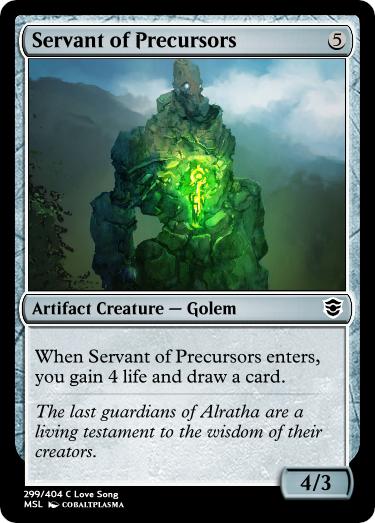 Servant of Precursors 5
Artifact Creature — Golem
When Servant of Precursors enters,
you gain 4 life and draw a card.
The last guardians of Alratha are a
living testament to the wisdom of their
creators.
4/3
299/404 C Love Song
MSL COBALTPLASMA